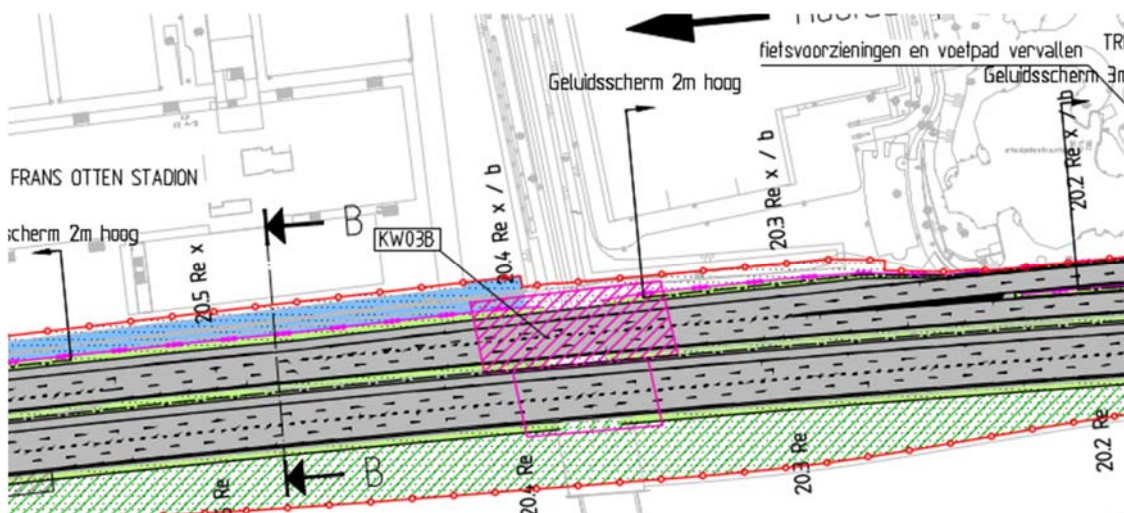 fietsvoorzieningen en voetpad vervallen
Geluidsscherm 2m hoog
Geluidsscherm 3m
FRANS OTTEN STADION
scherm 2m hoog
B
KW03B
20.5 Re x
20.4 Re x / b
20.3 Re x / b
20.2 Re x / b
B
Re
20.4 Re
20.3 Re
20.2 Re